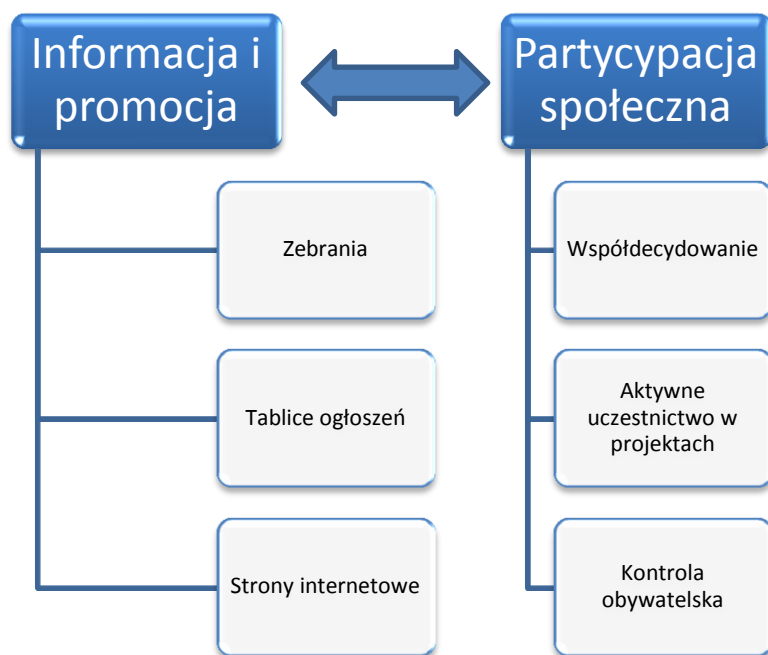 Informacja i
promocja
Zebrania
Tablice ogłoszeń
Strony internetowe
Partycypacja
społeczna
Współdecydowanie
Aktywne
uczestnictwo w
projektach
Kontrola
obywatelska